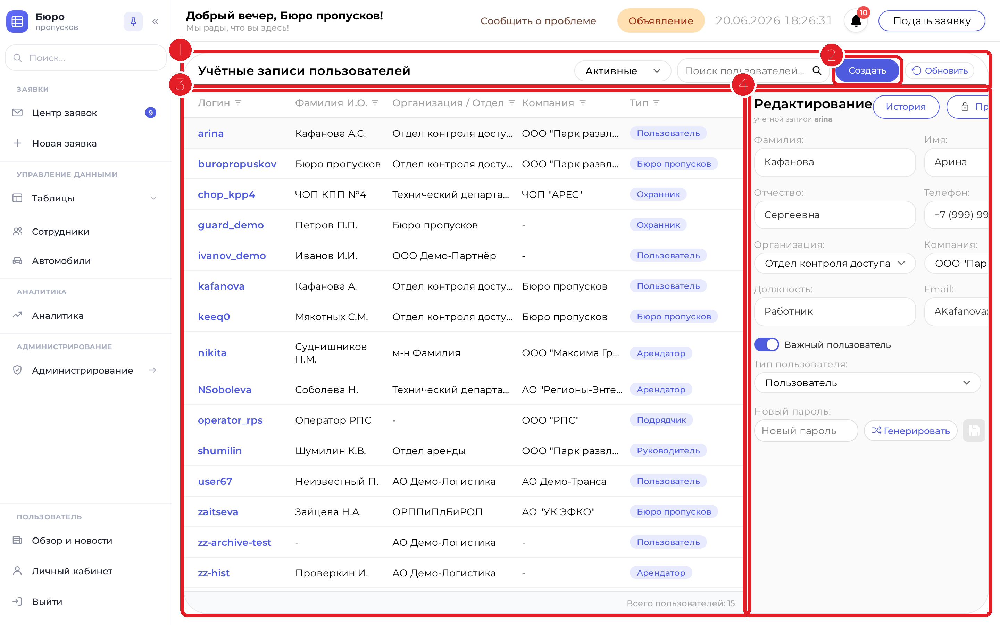 Бюро
пропусков
Поиск...
ЗАЯВКИ
Центр заявок 9
Новая заявка
УПРАВЛЕНИЕ ДАННЫМИ
Таблицы
Сотрудники
Автомобили
АНАЛИТИКА
Аналитика
АДМИНИСТРИРОВАНИЕ
Администрирование
ПОЛЬЗОВАТЕЛЬ
Обзор и новости
Личный кабинет
Выйти
Добрый вечер, Бюро пропусков!
Мы рады, что вы здесь!
Сообщить о проблеме
Объявление
20.06.2026 18:26:31
10
Подать заявку
1
2
3
4
Учётные записи пользователей
Активные
Поиск пользователей...
Создать
Обновить
Логин Фамилия И.О. Организация / Отдел Компания Тип
arina Кафанова А.С. Отдел контроля досту... ООО "Парк развл... Пользователь
buropropuskov Бюро пропусков Отдел контроля досту... ООО "Парк развл... Бюро пропусков
chop_kpp4 ЧОП КПП №4 Технический департа... ЧОП "АРЕС" Охранник
guard_demo Петров П.П. Бюро пропусков - Охранник
ivanov_demo Иванов И.И. ООО Демо-Партнёр - Пользователь
kafanova Кафанова А. Отдел контроля досту... Бюро пропусков Пользователь
keeq0 Мякотных С.М. Отдел контроля досту... Бюро пропусков Бюро пропусков
nikita Суднишников Н.М. м-н Фамилия ООО "Максима Гр... Арендатор
NSoboleva Соболева Н. Технический департа... АО "Регионы-Энте... Арендатор
operator_rps Оператор РПС - ООО "РПС" Подрядчик
shumilin Шумилин К.В. Отдел аренды ООО "Парк развл... Руководитель
user67 Неизвестный П. АО Демо-Логистика АО Демо-Транса Пользователь
zaitseva Зайцева Н.А. ОРППиПдБиРОП АО "УК ЭФКО" Бюро пропусков
zz-archive-test - АО Демо-Логистика - Пользователь
zz-hist Проверкин И. АО Демо-Логистика - Арендатор
Всего пользователей: 15
Редактирование
учётной записи arina
История
Пр
Фамилия: Имя:
Кафанова Арина
Отчество: Телефон:
Сергеевна +7 (999) 99
Организация: Компания:
Отдел контроля доступа ООО "Пар
Должность: Email:
Работник AKafanova
Важный пользователь
Тип пользователя:
Пользователь
Новый пароль:
Новый пароль Генерировать